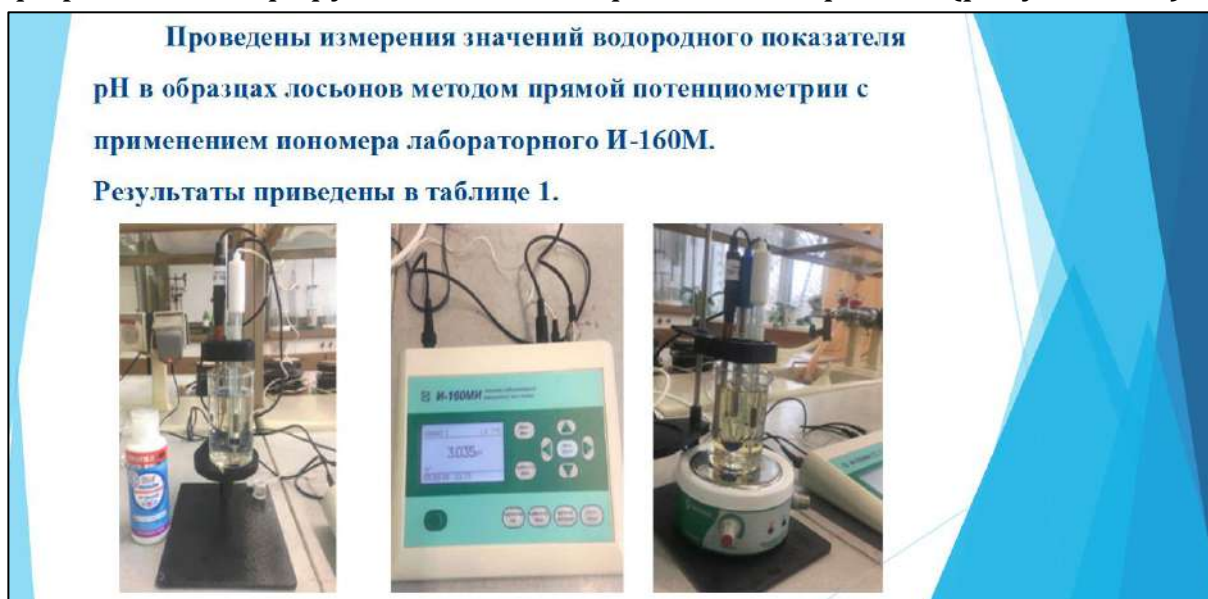 Проведены измерения значений водородного показателя
рН в образцах лосьонов методом прямой потенциометрии с
применением иономера лабораторного И-160М.
Результаты приведены в таблице 1.
И-160МИ
3.035